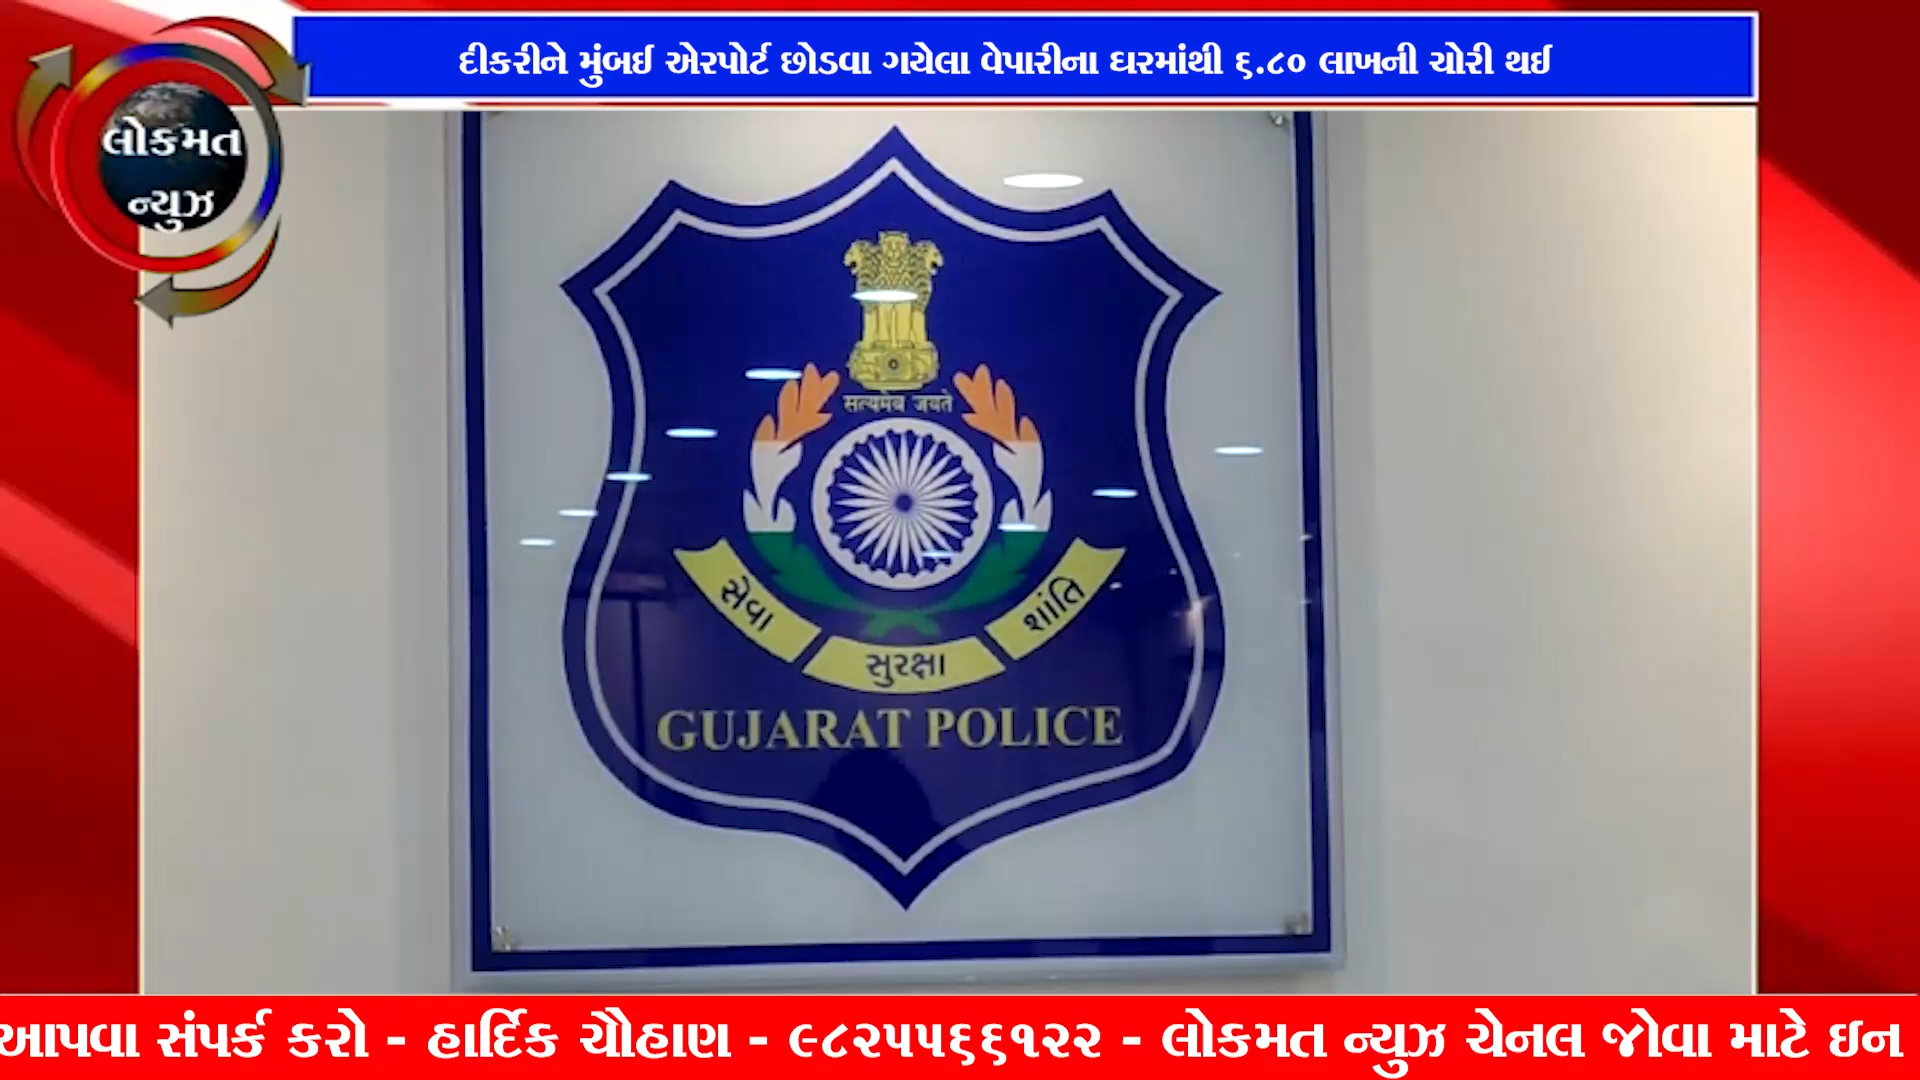 દીકરીને મુંબઈ એરપોર્ટ છોડવા ગયેલા વેપારીના ઘરમાંથી ૬.૮૦ લાખની ચોરી થઈ
લોકમત
ન્યુઝ
सत्यमेव जयते
સેવા
સુરક્ષા
શાંતિ
GUJARAT POLICE
આપવા સંપર્ક કરો - હાર્દિક ચૌહાણ - ૯૮૨૫૫૬૬૧૨૨ - લોકમત ન્યુઝ ચેનલ જોવા માટે ઇન